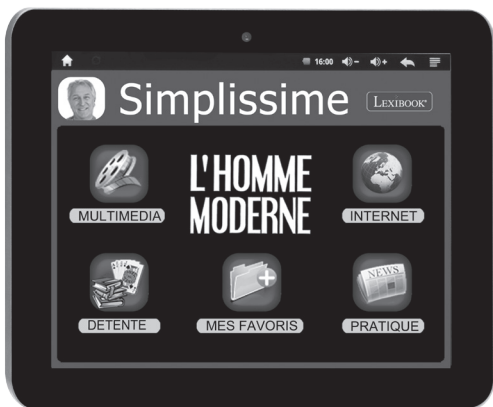 16:00
Simplissime
LEXIBOOK®
L'HOMME
MODERNE
MULTIMEDIA
INTERNET
NEWS
DETENTE
MES FAVORIS
PRATIQUE